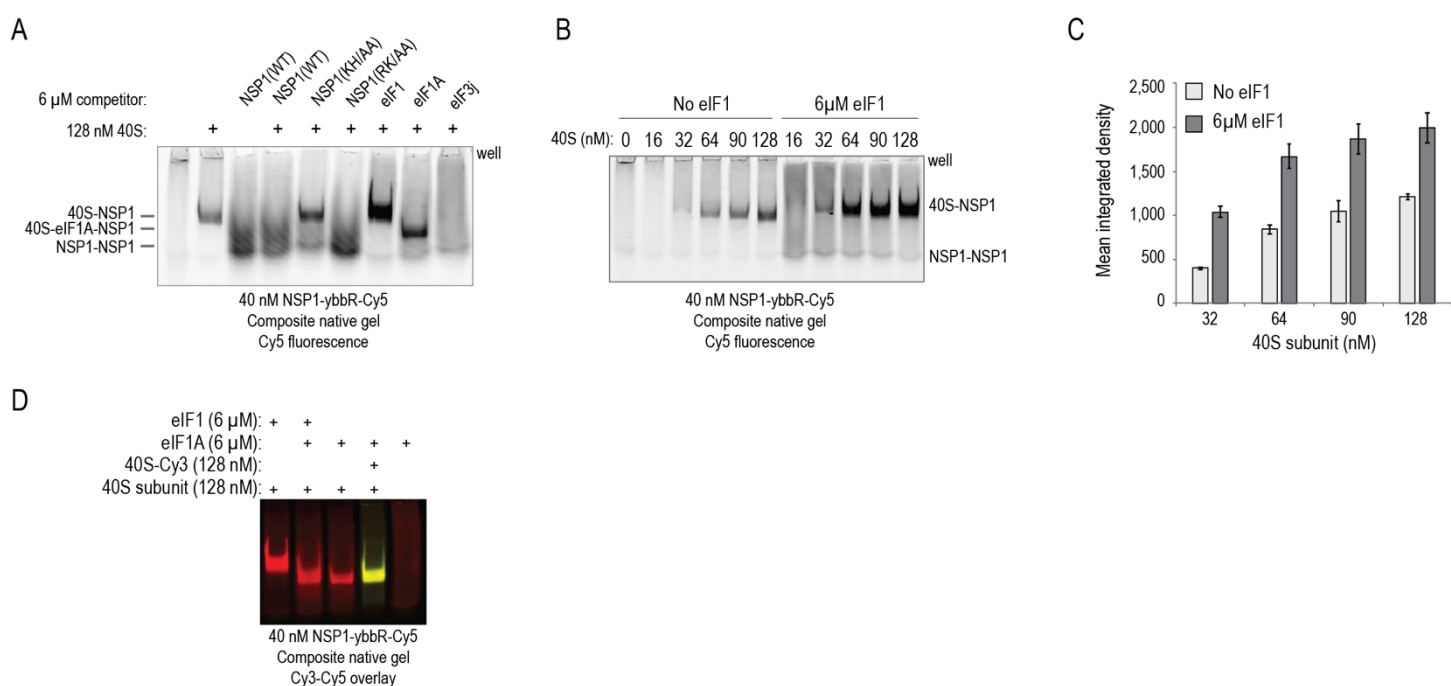 A
6 µM competitor:
NSP1(WT)
NSP1(WT)
NSP1(KH/AA)
NSP1(RK/AA)
eIF1
eIF1A
eIF3j
128 nM 40S: + + + + + + +
well
40S-NSP1
40S-eIF1A-NSP1
NSP1-NSP1
40 nM NSP1-ybbR-Cy5
Composite native gel
Cy5 fluorescence
B
No eIF1 6µM eIF1
40S (nM): 0 16 32 64 90 128 16 32 64 90 128
well
40S-NSP1
NSP1-NSP1
40 nM NSP1-ybbR-Cy5
Composite native gel
Cy5 fluorescence
C
No eIF1
6µM eIF1
Mean integrated density
2,500
2,000
1,500
1,000
500
0
32 64 90 128
40S subunit (nM)
D
eIF1 (6 µM): + +
eIF1A (6 µM): + + + +
40S-Cy3 (128 nM): +
40S subunit (128 nM): + + + +
40 nM NSP1-ybbR-Cy5
Composite native gel
Cy3-Cy5 overlay